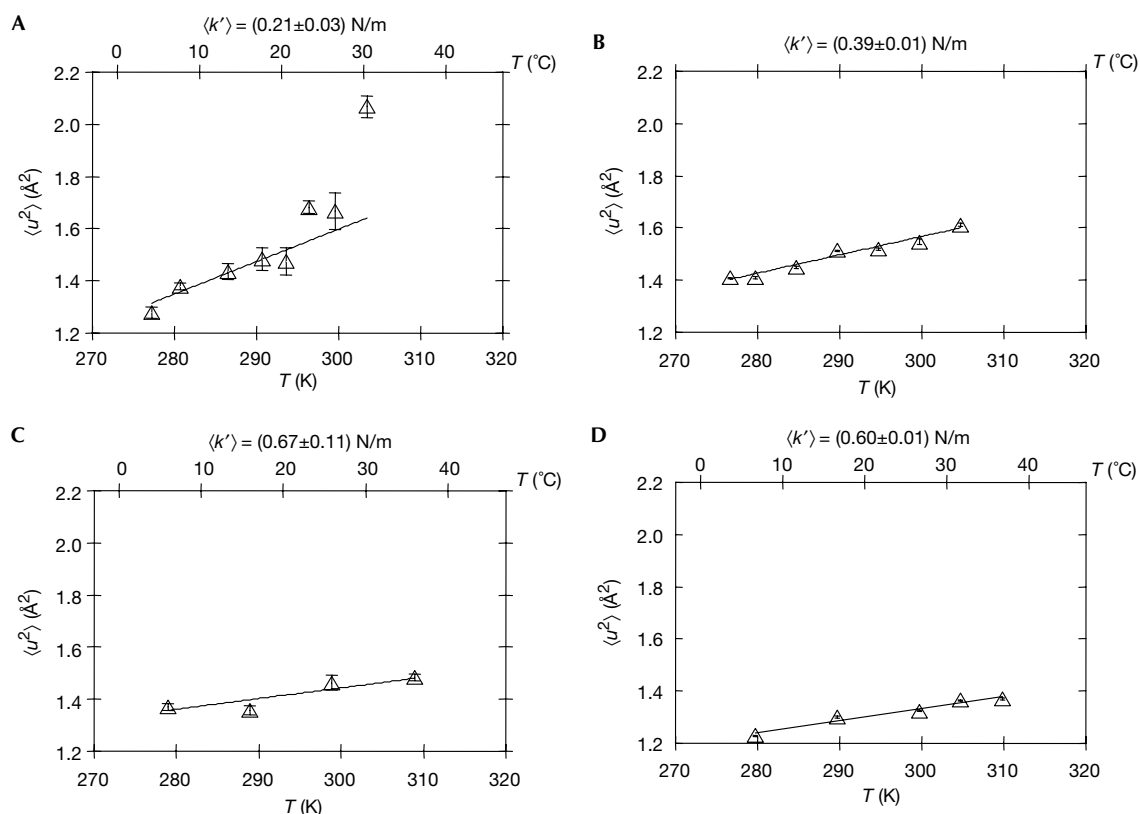 A
⟨k′⟩ = (0.21±0.03) N/m
0 10 20 30 40 T (°C)
2.2
2.0
1.8
1.6
1.4
1.2
⟨u²⟩ (Å²)
270 280 290 300 310 320
T (K)
B
⟨k′⟩ = (0.39±0.01) N/m
0 10 20 30 40 T (°C)
2.2
2.0
1.8
1.6
1.4
1.2
⟨u²⟩ (Å²)
270 280 290 300 310 320
T (K)
C
⟨k′⟩ = (0.67±0.11) N/m
0 10 20 30 40 T (°C)
2.2
2.0
1.8
1.6
1.4
1.2
⟨u²⟩ (Å²)
270 280 290 300 310 320
T (K)
D
⟨k′⟩ = (0.60±0.01) N/m
0 10 20 30 40 T (°C)
2.2
2.0
1.8
1.6
1.4
1.2
⟨u²⟩ (Å²)
270 280 290 300 310 320
T (K)